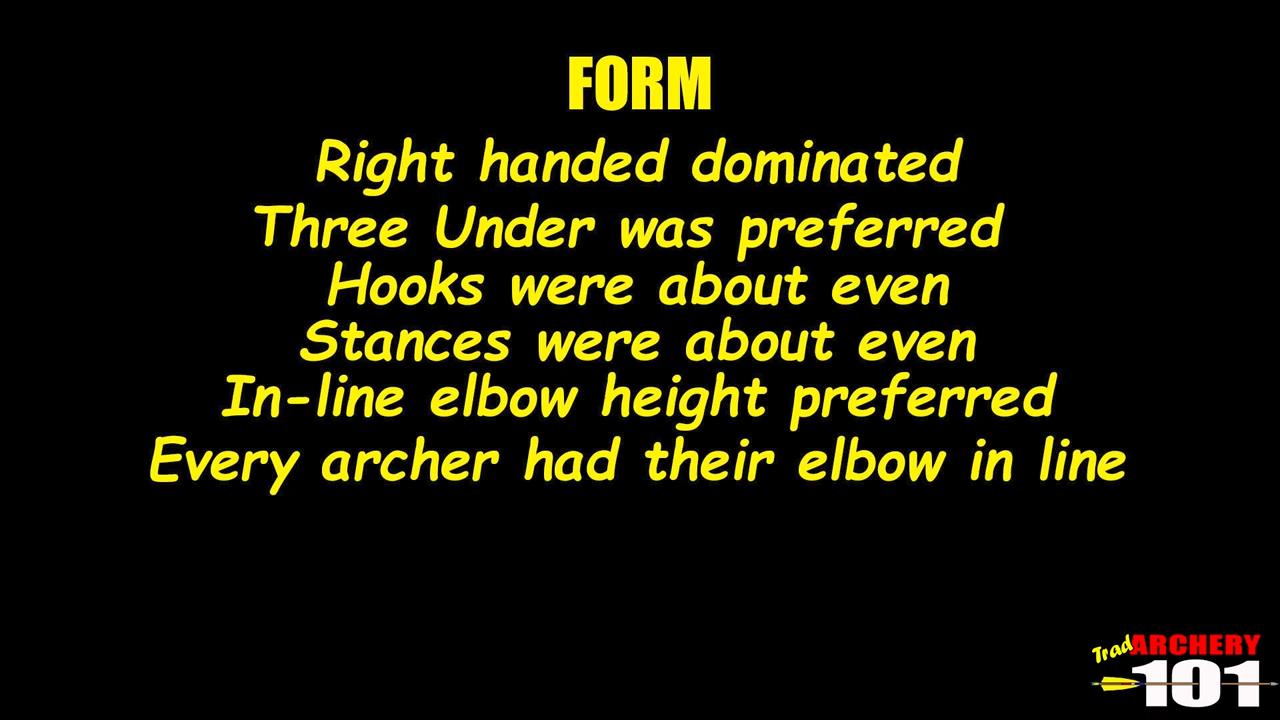 FORM
Right handed dominated
Three Under was preferred
Hooks were about even
Stances were about even
In-line elbow height preferred
Every archer had their elbow in line
Trad ARCHERY
101